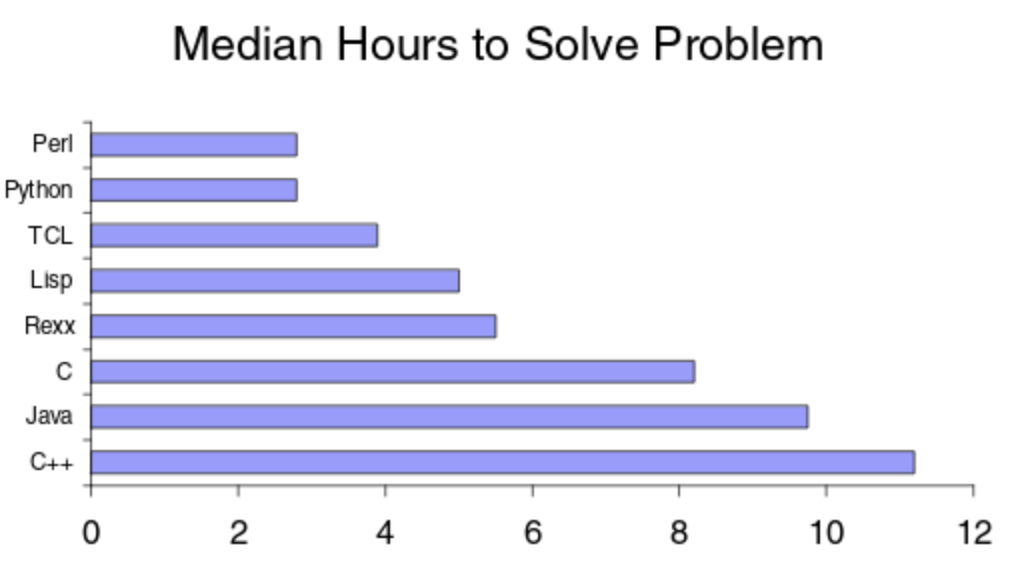 Median Hours to Solve Problem
Perl
Python
TCL
Lisp
Rexx
C
Java
C++
0 2 4 6 8 10 12